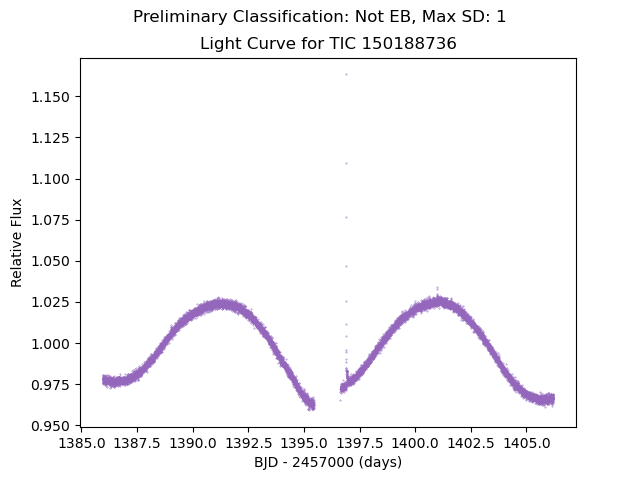 Preliminary Classification: Not EB, Max SD: 1
Light Curve for TIC 150188736
1.150
1.125
1.100
1.075
1.050
1.025
1.000
0.975
0.950
Relative Flux
1385.0 1387.5 1390.0 1392.5 1395.0 1397.5 1400.0 1402.5 1405.0
BJD - 2457000 (days)